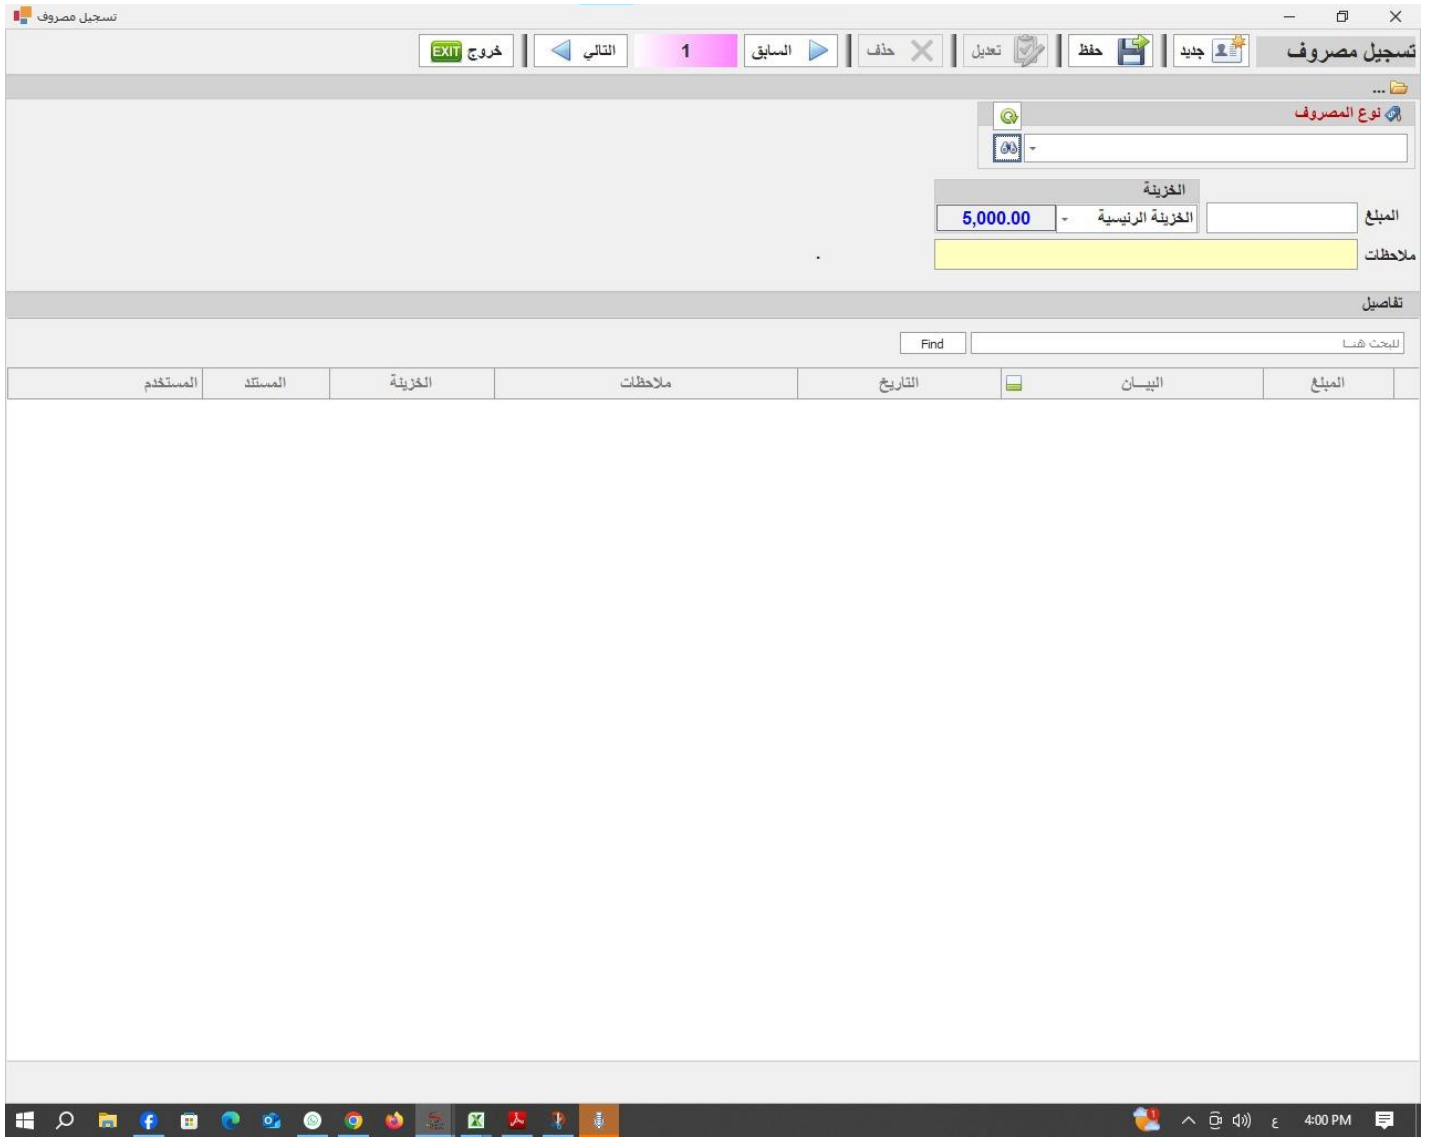 تسجيل مصروف
تسجيل مصروف
جديد
حفظ
تعديل
حذف
السابق
1
التالي
خروج EXIT
...
نوع المصروف
الخزينة
المبلغ
الخزينة الرئيسية
5,000.00
ملاحظات
.
تفاصيل
للبحث هنا
Find
المبلغ
البيــان
التاريخ
ملاحظات
الخزينة
المستند
المستخدم
1
ع
4:00 PM